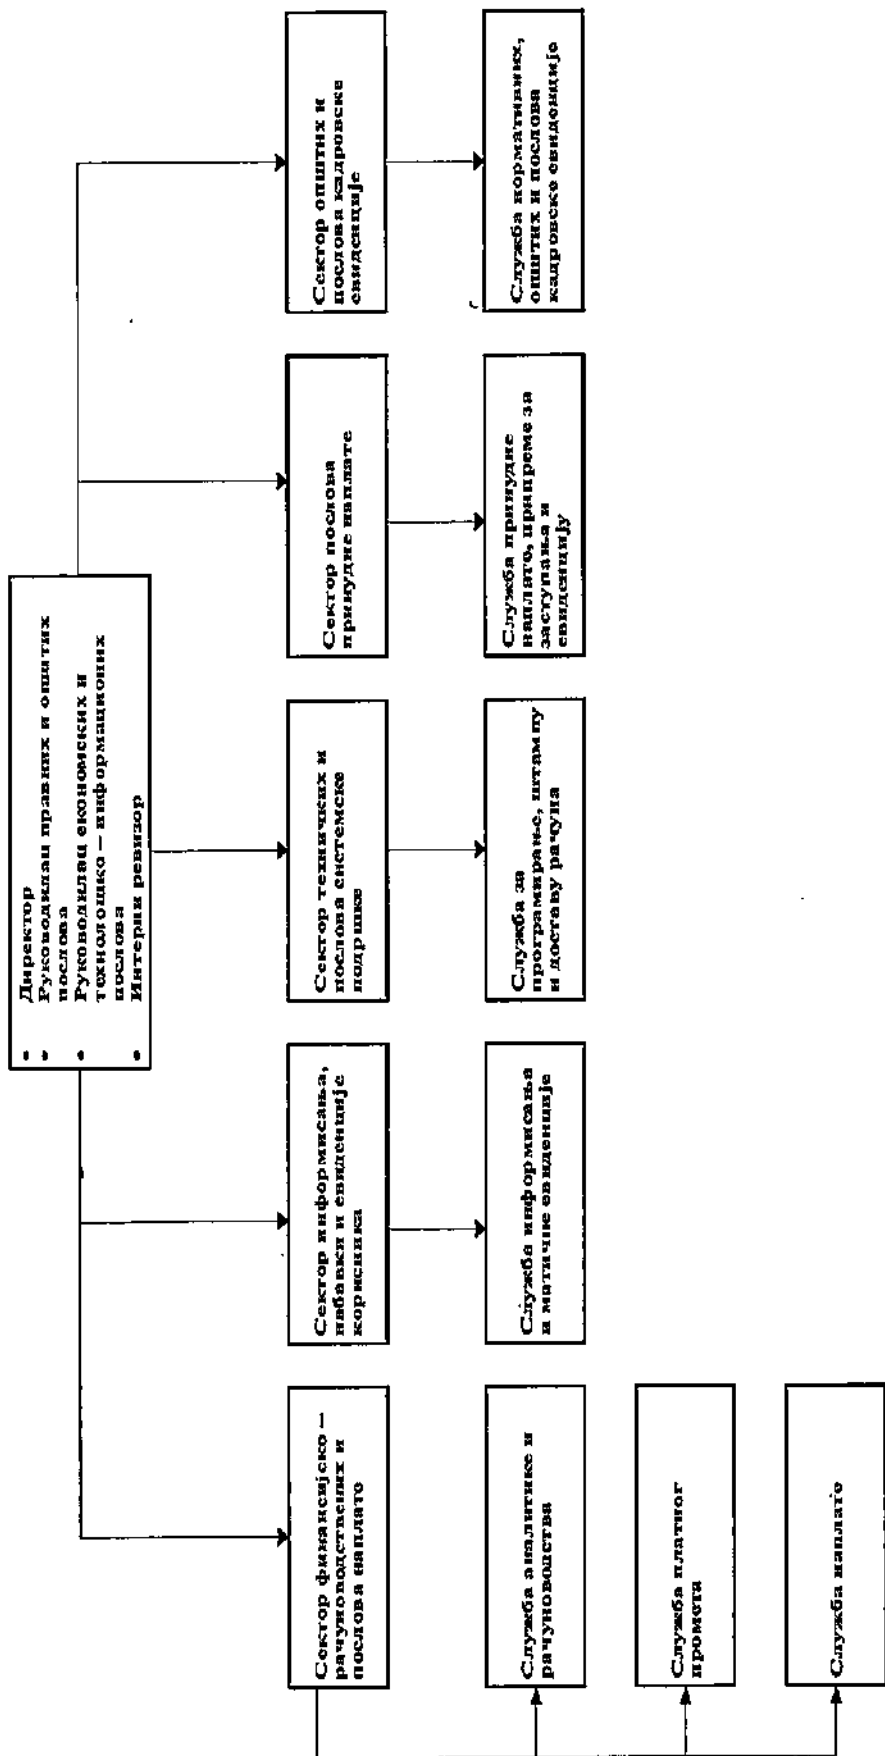 Директор
Руководилац правних и општих
послова
Руководилац економских и
технолошко – информационих
послова
Интерни ревизор
Сектор финансијско –
рачуноводствених и
послова наплате
Сектор информисања,
набавки и евиденције
корисника
Сектор техничких и
послова системске
подршке
Сектор послова
принудне наплате
Сектор општих и
послова кадровске
евиденције
Служба аналитике и
рачуноводства
Служба информисања
и матичне евиденције
Служба за
програмирање, штампу
и доставу рачуна
Служба принудне
наплате, припреме за
заступања и
евиденцију
Служба нормативних,
општих и послова
кадровске евиденције
Служба платног
промета
Служба наплате